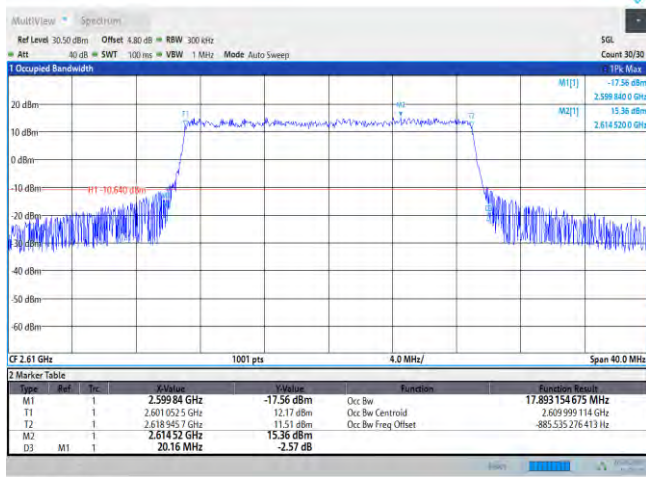 MultiView Spectrum
Ref Level 30.50 dBm Offset 4.80 dB RBW 300 kHz SGL
Att 40 dB SWT 100 ms VBW 1 MHz Mode Auto Sweep Count 30/30
1 Occupied Bandwidth 1Pk Max
M1[1] -17.56 dBm
2.599 840 0 GHz
M2[1] 15.36 dBm
2.614 520 0 GHz
20 dBm
T1 M2 T2
10 dBm
0 dBm
-10 dBm
H1 -10.640 dBm
-20 dBm
-30 dBm
-40 dBm
-50 dBm
-60 dBm
CF 2.61 GHz 1001 pts 4.0 MHz/ Span 40.0 MHz
2 Marker Table
Type Ref Trc X-Value Y-Value Function Function Result
M1 1 2.599 84 GHz -17.56 dBm Occ Bw 17.893 154 675 MHz
T1 1 2.601 052 5 GHz 12.17 dBm Occ Bw Centroid 2.609 999 114 GHz
T2 1 2.618 945 7 GHz 11.51 dBm Occ Bw Freq Offset -885.535 276 413 Hz
M2 1 2.614 52 GHz 15.36 dBm
D3 M1 1 20.16 MHz -2.57 dB